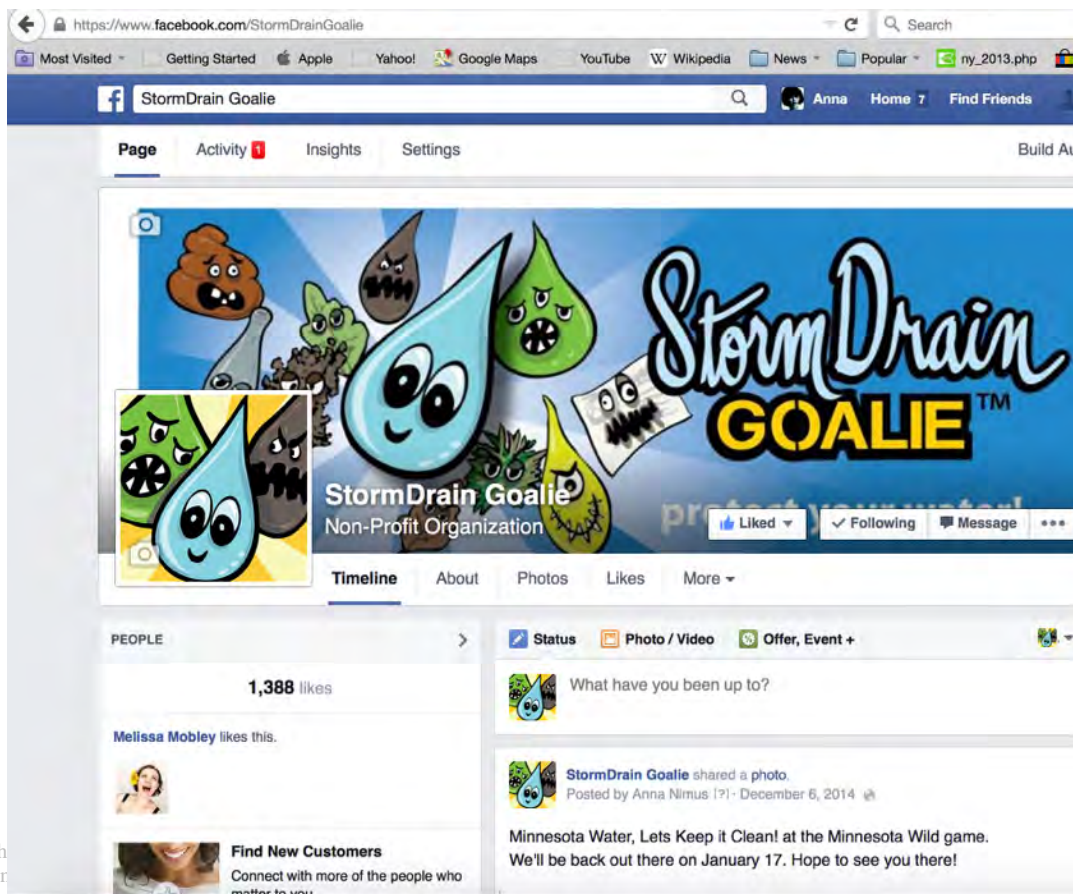 https://www.facebook.com/StormDrainGoalie
Search
Most Visited
Getting Started
Apple
Yahoo!
Google Maps
YouTube
W Wikipedia
News
Popular
ny_2013.php
f
StormDrain Goalie
Anna
Home 7
Find Friends
Page
Activity 1
Insights
Settings
Build Au
StormDrain
GOALIE™
protect your water!
StormDrain Goalie
Non-Profit Organization
Liked
Following
Message
Timeline
About
Photos
Likes
More
PEOPLE
1,388 likes
Melissa Mobley likes this.
Find New Customers
Connect with more of the people who
matter to you
Status
Photo / Video
Offer, Event +
What have you been up to?
StormDrain Goalie shared a photo.
Posted by Anna Nimus [?] · December 6, 2014
Minnesota Water, Lets Keep it Clean! at the Minnesota Wild game.
We'll be back out there on January 17. Hope to see you there!